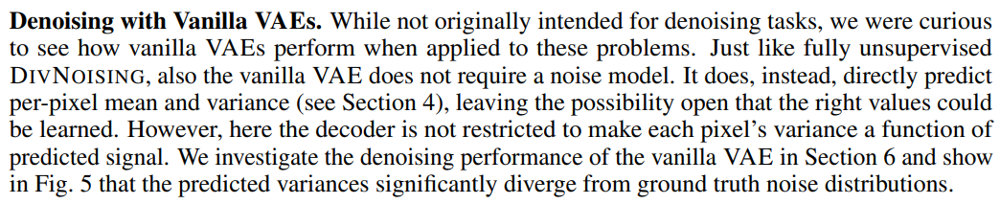 Denoising with Vanilla VAEs. While not originally intended for denoising tasks, we were curious
to see how vanilla VAEs perform when applied to these problems. Just like fully unsupervised
DIVNOISING, also the vanilla VAE does not require a noise model. It does, instead, directly predict
per-pixel mean and variance (see Section 4), leaving the possibility open that the right values could
be learned. However, here the decoder is not restricted to make each pixel's variance a function of
predicted signal. We investigate the denoising performance of the vanilla VAE in Section 6 and show
in Fig. 5 that the predicted variances significantly diverge from ground truth noise distributions.